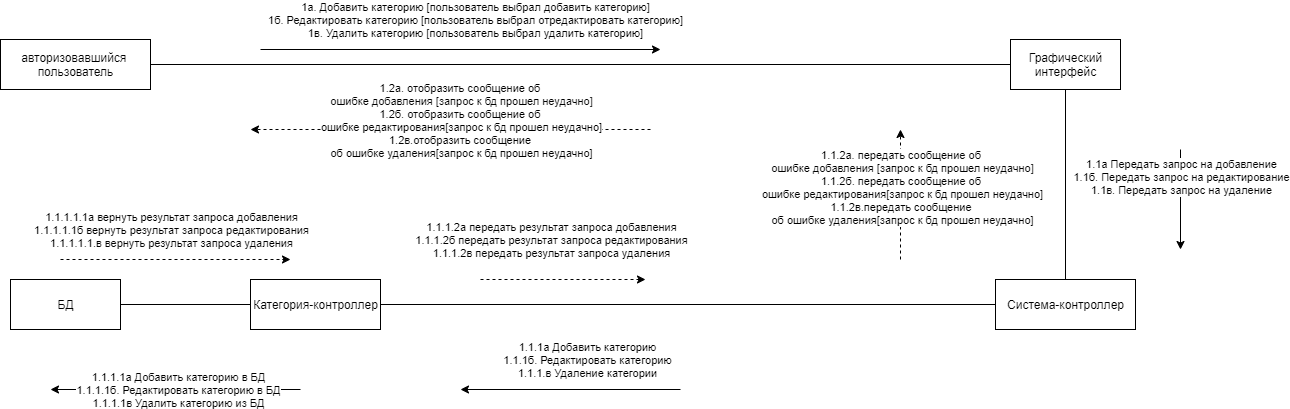 1а. Добавить категорию [пользователь выбрал добавить категорию]
1б. Редактировать категорию [пользователь выбрал отредактировать категорию]
1в. Удалить категорию [пользователь выбрал удалить категорию]
авторизовавшийся
пользователь
Графический
интерфейс
1.2а. отобразить сообщение об
ошибке добавления [запрос к бд прошел неудачно]
1.2б. отобразить сообщение об
ошибке редактирования[запрос к бд прошел неудачно]
1.2в.отобразить сообщение
об ошибке удаления[запрос к бд прошел неудачно]
1.1.2а. передать сообщение об
ошибке добавления [запрос к бд прошел неудачно]
1.1.2б. передать сообщение об
ошибке редактирования[запрос к бд прошел неудачно]
1.1.2в.передать сообщение
об ошибке удаления[запрос к бд прошел неудачно]
1.1а Передать запрос на добавление
1.1б. Передать запрос на редактирование
1.1в. Передать запрос на удаление
1.1.1.1.1а вернуть результат запроса добавления
1.1.1.1.1б вернуть результат запроса редактирования
1.1.1.1.1.в вернуть результат запроса удаления
1.1.1.2а передать результат запроса добавления
1.1.1.2б передать результат запроса редактирования
1.1.1.2в передать результат запроса удаления
БД
Категория-контроллер
Система-контроллер
1.1.1а Добавить категорию
1.1.1б. Редактировать категорию
1.1.1.в Удаление категории
1.1.1.1а Добавить категорию в БД
1.1.1.1б. Редактировать категорию в БД
1.1.1.1в Удалить категорию из БД